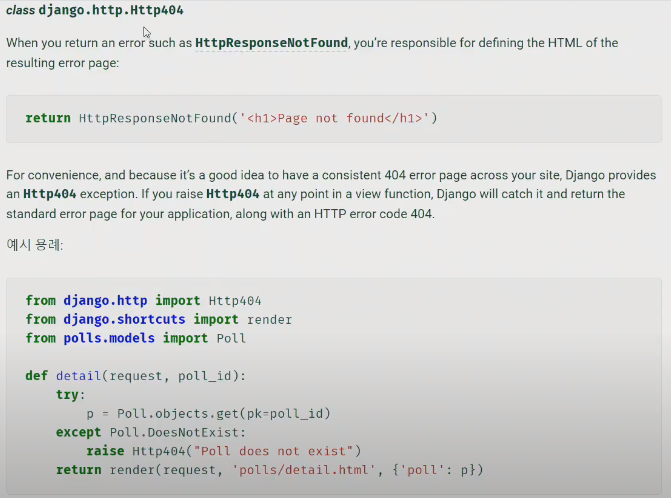 class django.http.Http404
When you return an error such as HttpResponseNotFound, you're responsible for defining the HTML of the
resulting error page:
return HttpResponseNotFound('<h1>Page not found</h1>')
For convenience, and because it's a good idea to have a consistent 404 error page across your site, Django provides
an Http404 exception. If you raise Http404 at any point in a view function, Django will catch it and return the
standard error page for your application, along with an HTTP error code 404.
예시 용례:
from django.http import Http404
from django.shortcuts import render
from polls.models import Poll
def detail(request, poll_id):
    try:
        p = Poll.objects.get(pk=poll_id)
    except Poll.DoesNotExist:
        raise Http404("Poll does not exist")
    return render(request, 'polls/detail.html', {'poll': p})